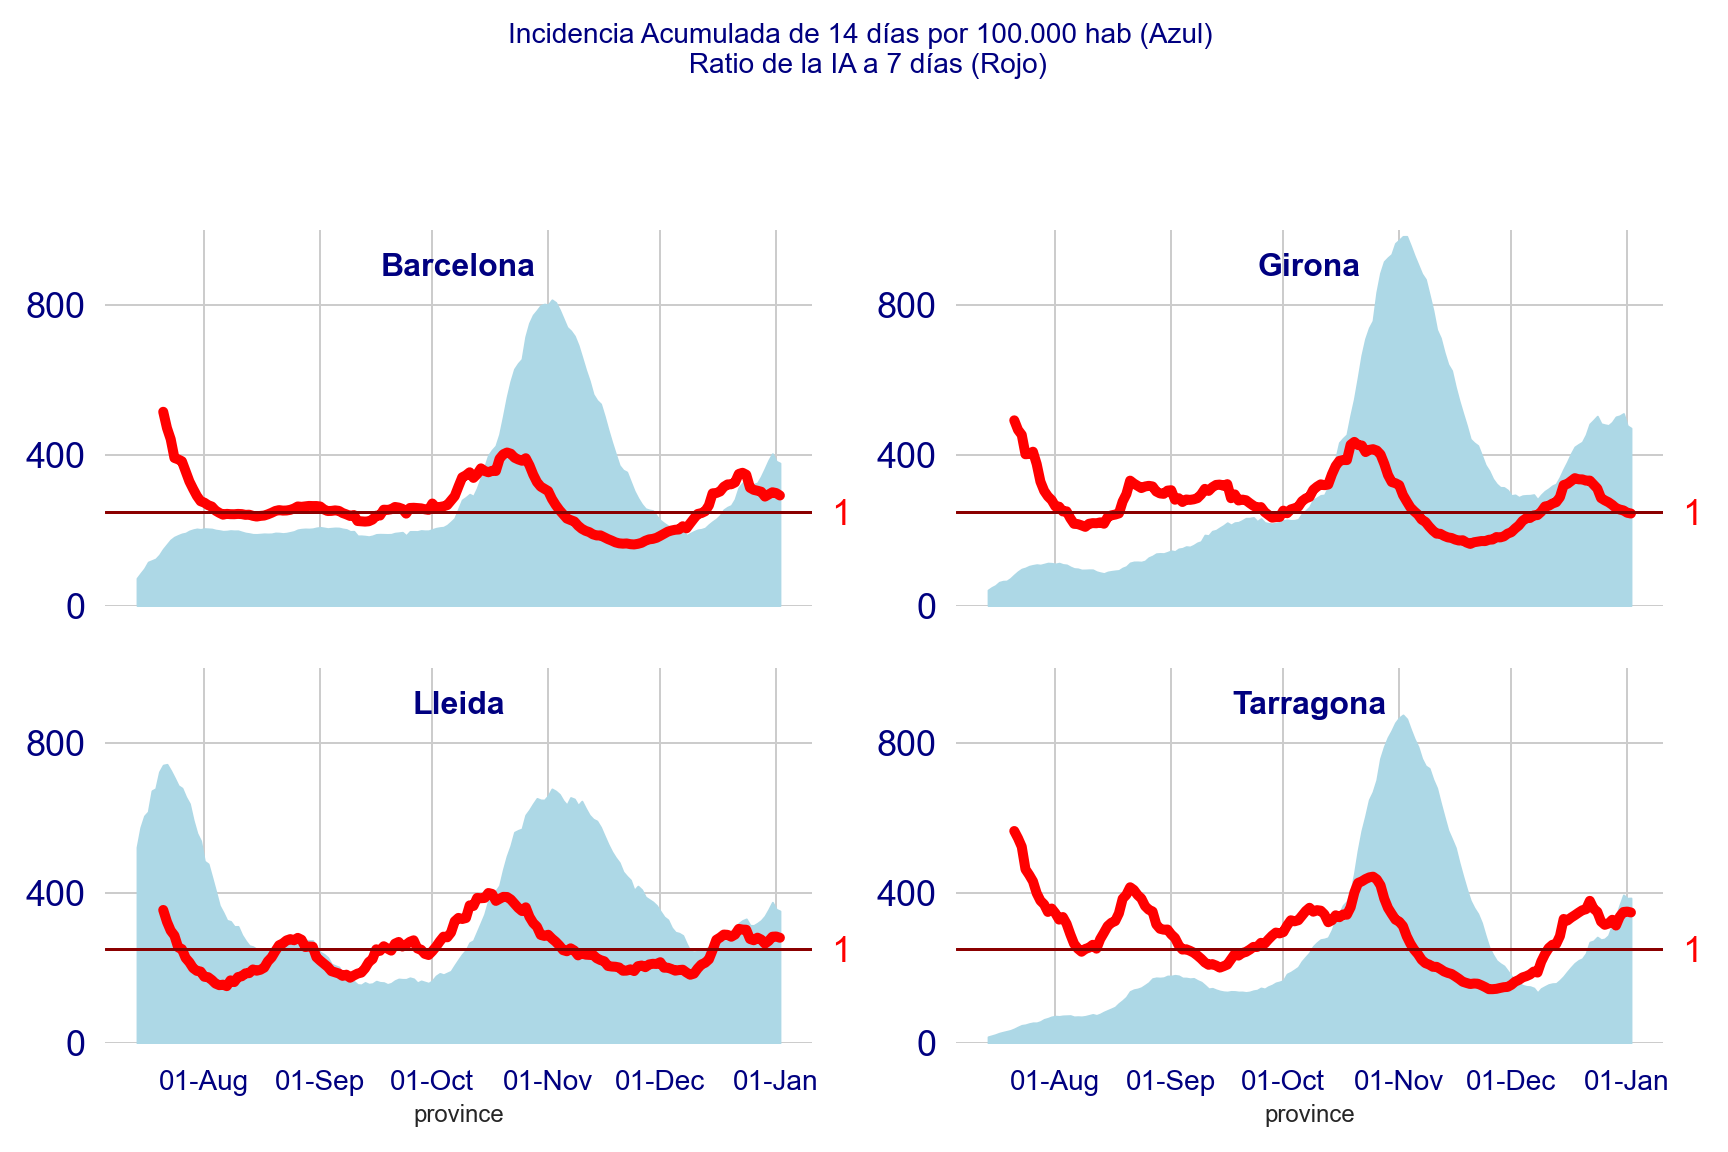 Incidencia Acumulada de 14 días por 100.000 hab (Azul)
Ratio de la IA a 7 días (Rojo)
Barcelona
800
400
0
1
Girona
800
400
0
1
Lleida
800
400
0
1
01-Aug 01-Sep 01-Oct 01-Nov 01-Dec 01-Jan
province
Tarragona
800
400
0
1
01-Aug 01-Sep 01-Oct 01-Nov 01-Dec 01-Jan
province